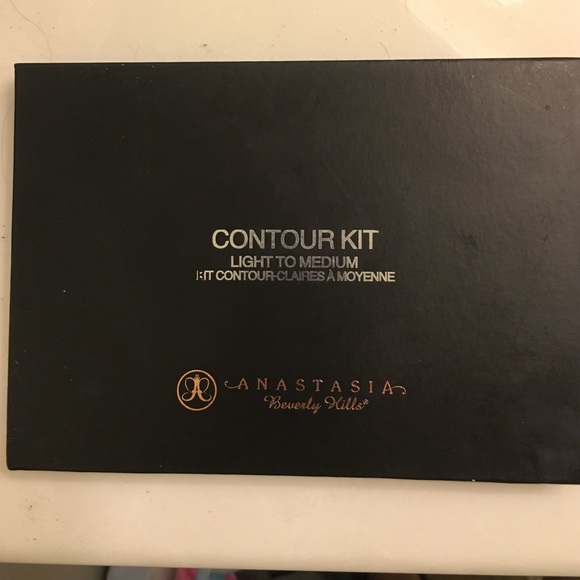 CONTOUR KIT
LIGHT TO MEDIUM
KIT CONTOUR-CLAIRES À MOYENNE
ANASTASIA
Beverly Hills®